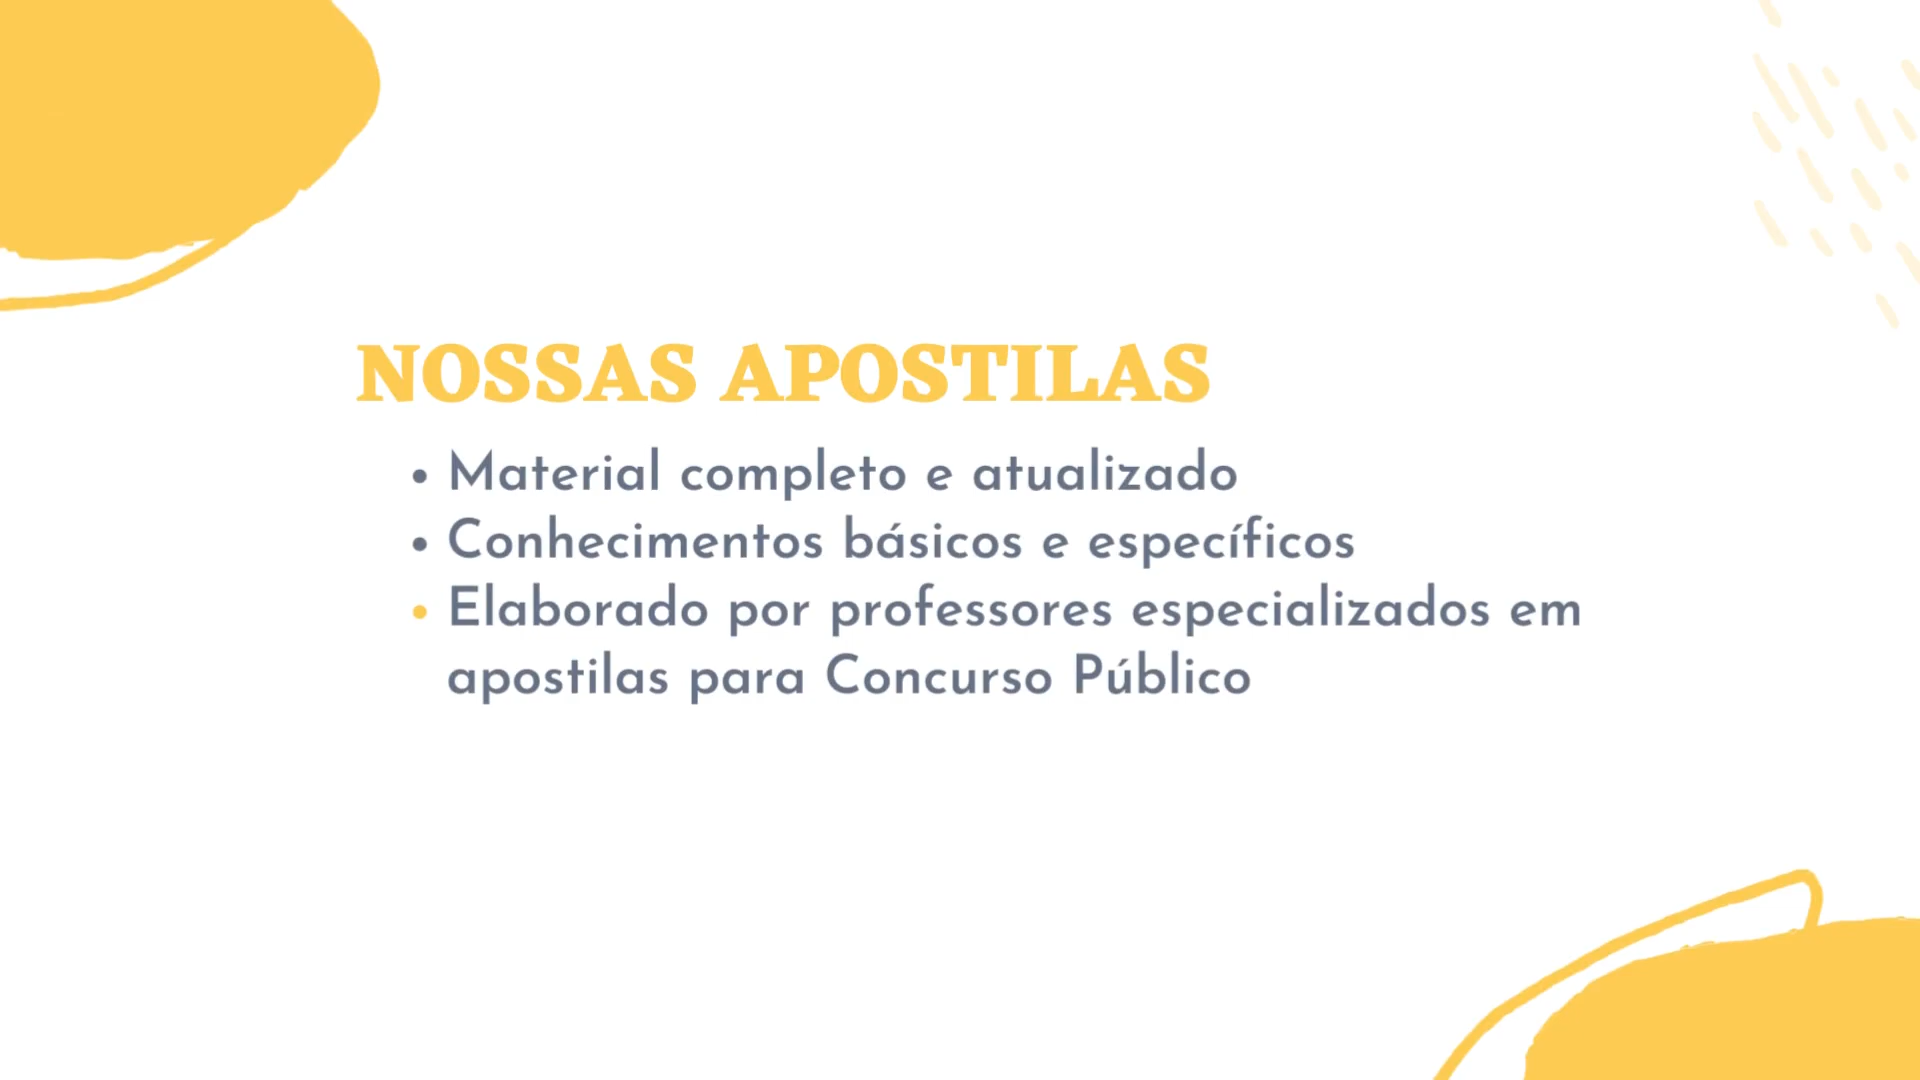 NOSSAS APOSTILAS
• Material completo e atualizado
• Conhecimentos básicos e específicos
• Elaborado por professores especializados em
apostilas para Concurso Público